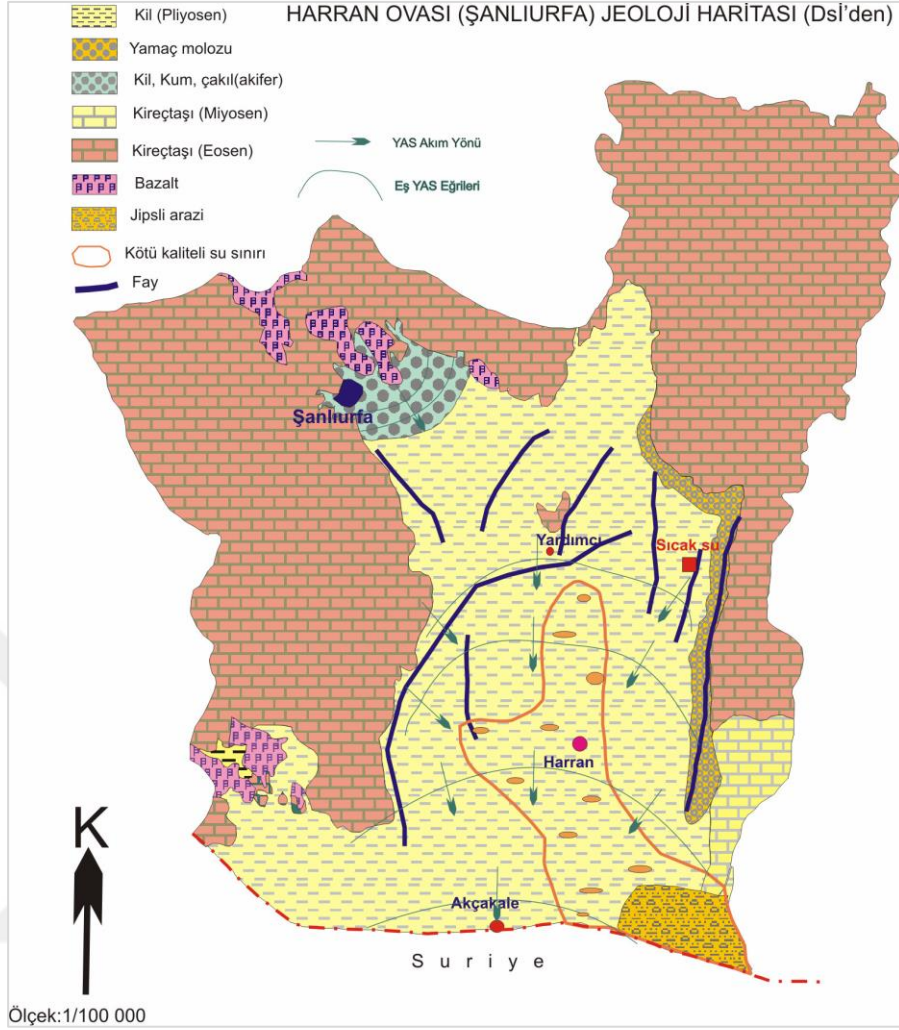 HARRAN OVASI (ŞANLIURFA) JEOLOJİ HARİTASI (Dsİ'den)
Kil (Pliyosen)
Yamaç molozu
Kil, Kum, çakıl(akifer)
Kireçtaşı (Miyosen)
Kireçtaşı (Eosen)
Bazalt
Jipsli arazi
Kötü kaliteli su sınırı
Fay
YAS Akım Yönü
Eş YAS Eğrileri
Şanlıurfa
Yardımcı
Sıcak su
Harran
Akçakale
Suriye
K
Ölçek:1/100 000